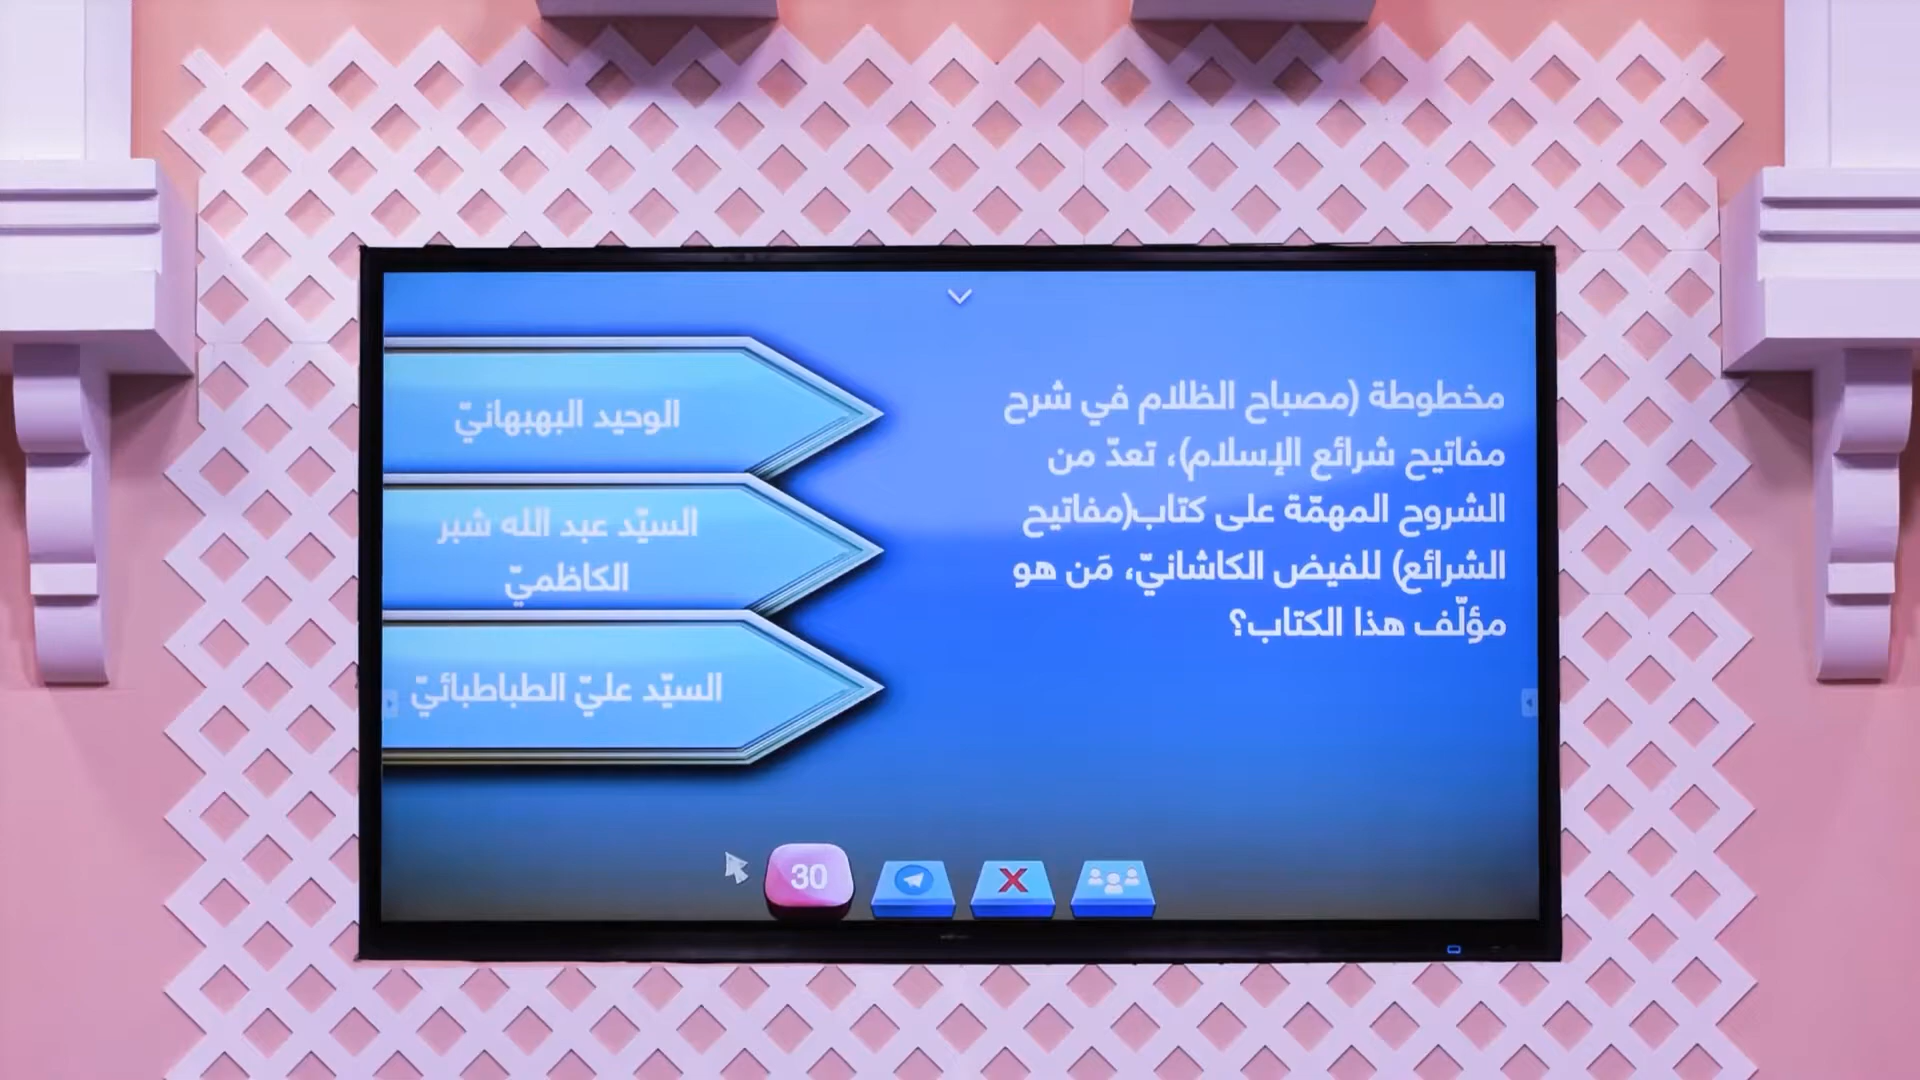 مخطوطة (مصباح الظلام في شرح
مفاتيح شرائع الإسلام)، تعدّ من
الشروح المهمّة على كتاب(مفاتيح
الشرائع) للفيض الكاشانيّ، مَن هو
مؤلّف هذا الكتاب؟
الوحيد البهبهانيّ
السيّد عبد الله شبر
الكاظميّ
السيّد عليّ الطباطبائيّ
30